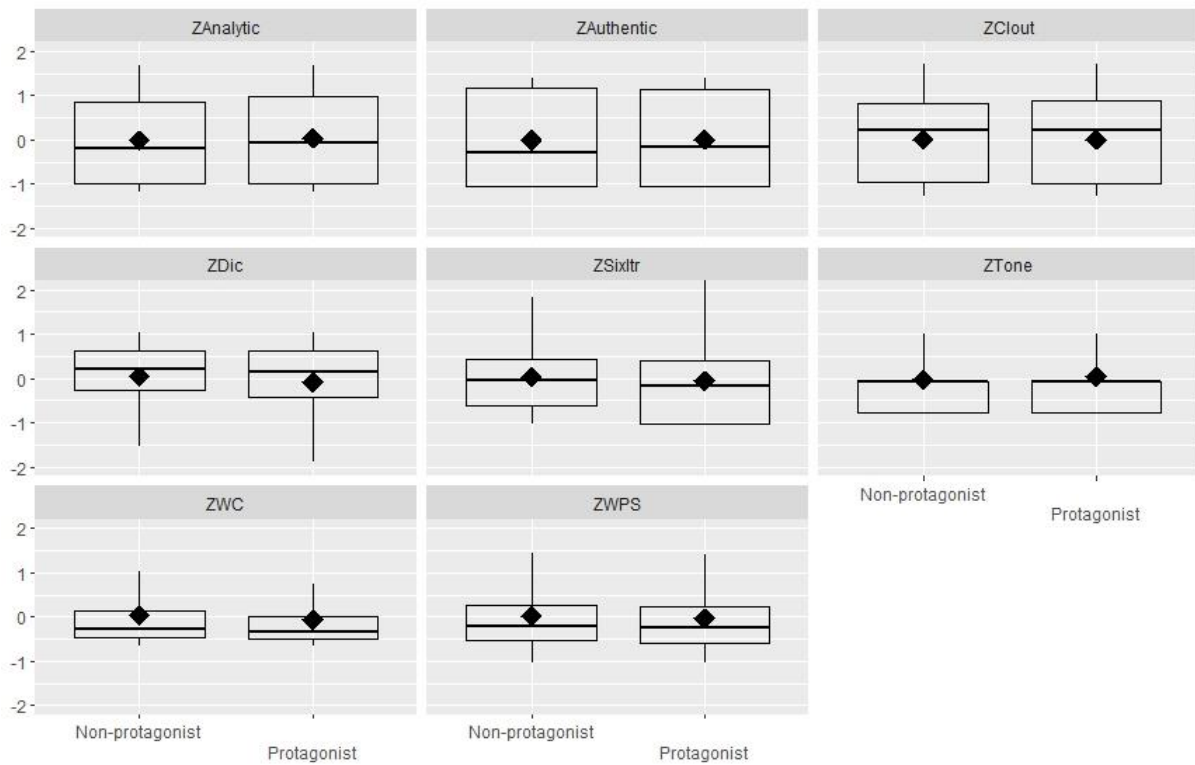 ZAnalytic ZAuthentic ZClout
2
1
0
-1
-2
ZDic ZSixltr ZTone
2
1
0
-1
-2
Non-protagonist
Protagonist
ZWC ZWPS
2
1
0
-1
-2
Non-protagonist Non-protagonist
Protagonist Protagonist